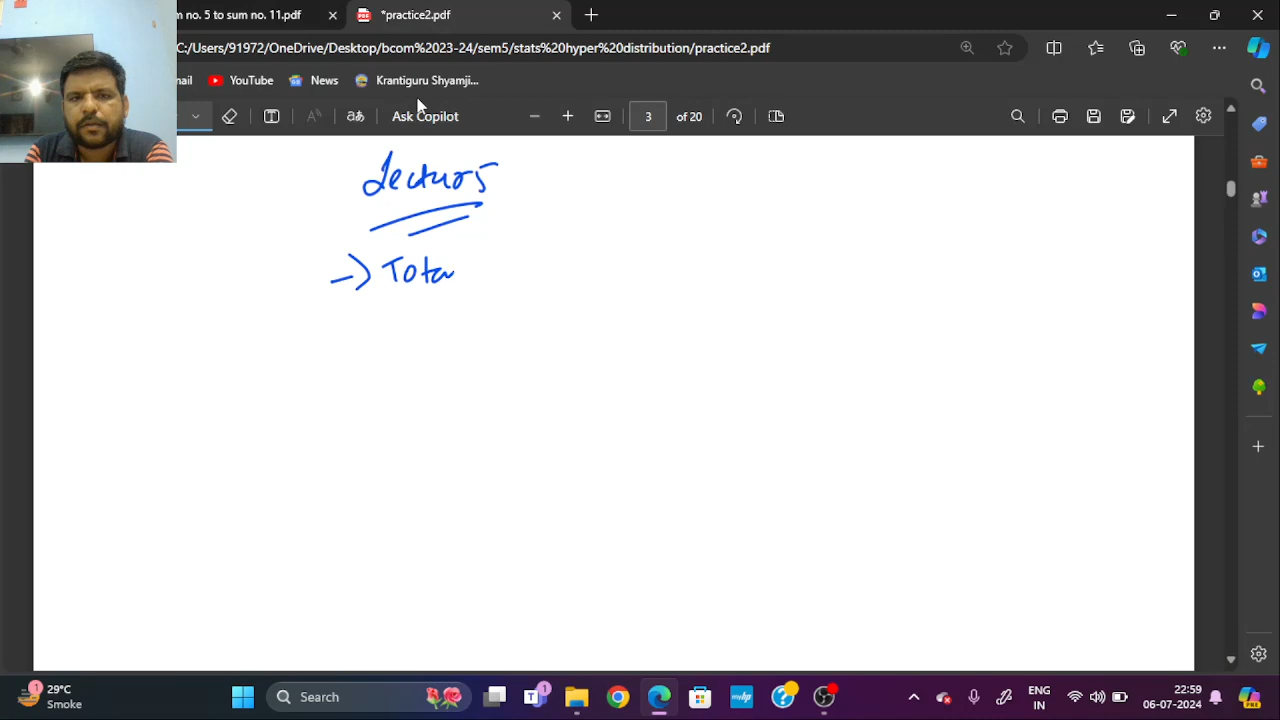 m no. 5 to sum no. 11.pdf
*practice2.pdf
C:/Users/91972/OneDrive/Desktop/bcom%2023-24/sem5/stats%20hyper%20distribution/practice2.pdf
mail YouTube News Krantiguru Shyamji...
Ask Copilot 3 of 20
Lectur5
-> Tota
29°C
Smoke
Search
ENG
IN
22:59
06-07-2024